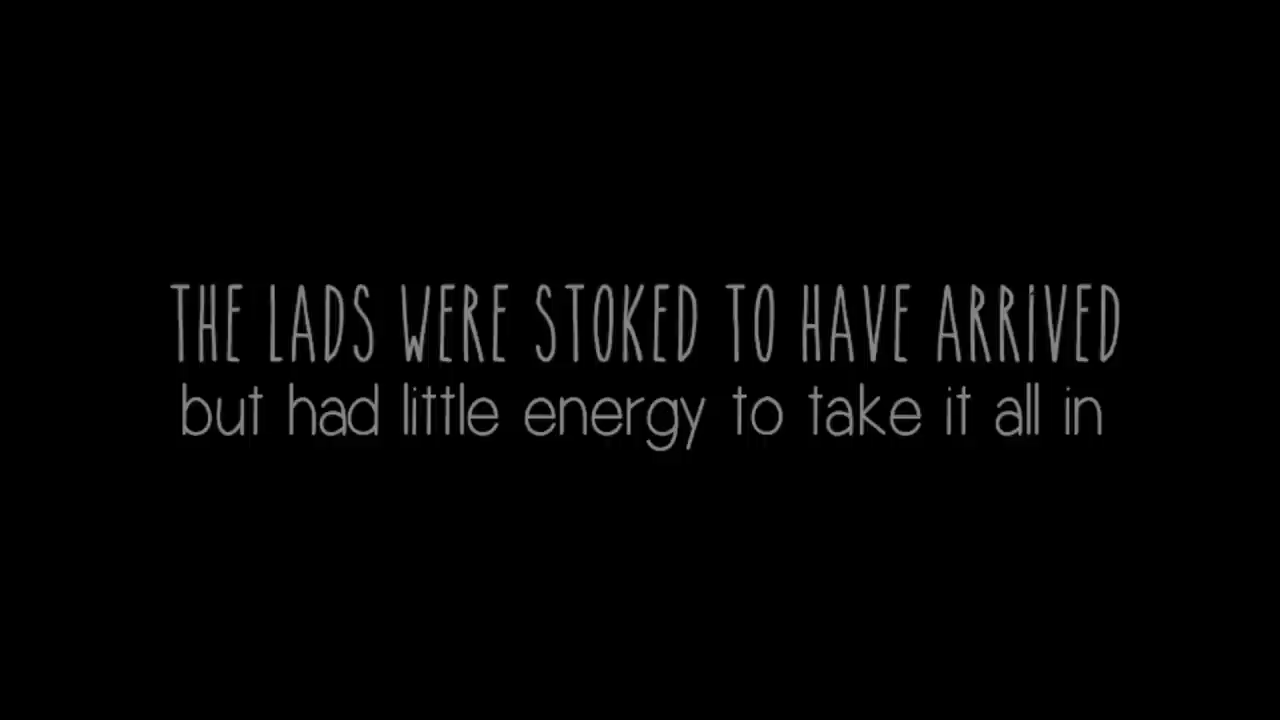 THE LADS WERE STOKED TO HAVE ARRiVED
but had little energy to take it all in